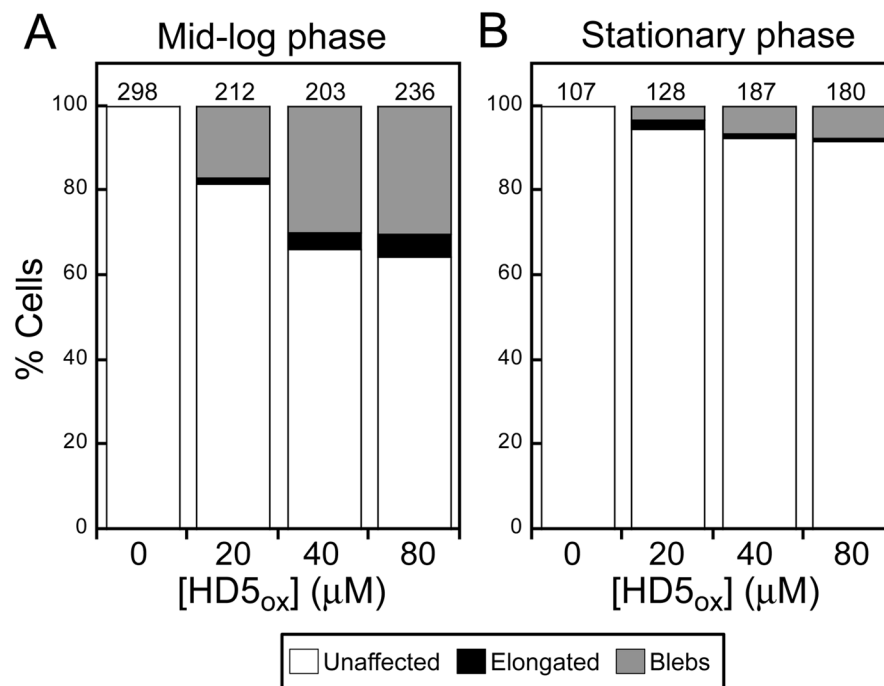 A Mid-log phase
298 212 203 236
100
80
60
40
20
0
% Cells
0 20 40 80
[HD5ox] (μM)
B Stationary phase
107 128 187 180
100
80
60
40
20
0
0 20 40 80
[HD5ox] (μM)
Unaffected Elongated Blebs